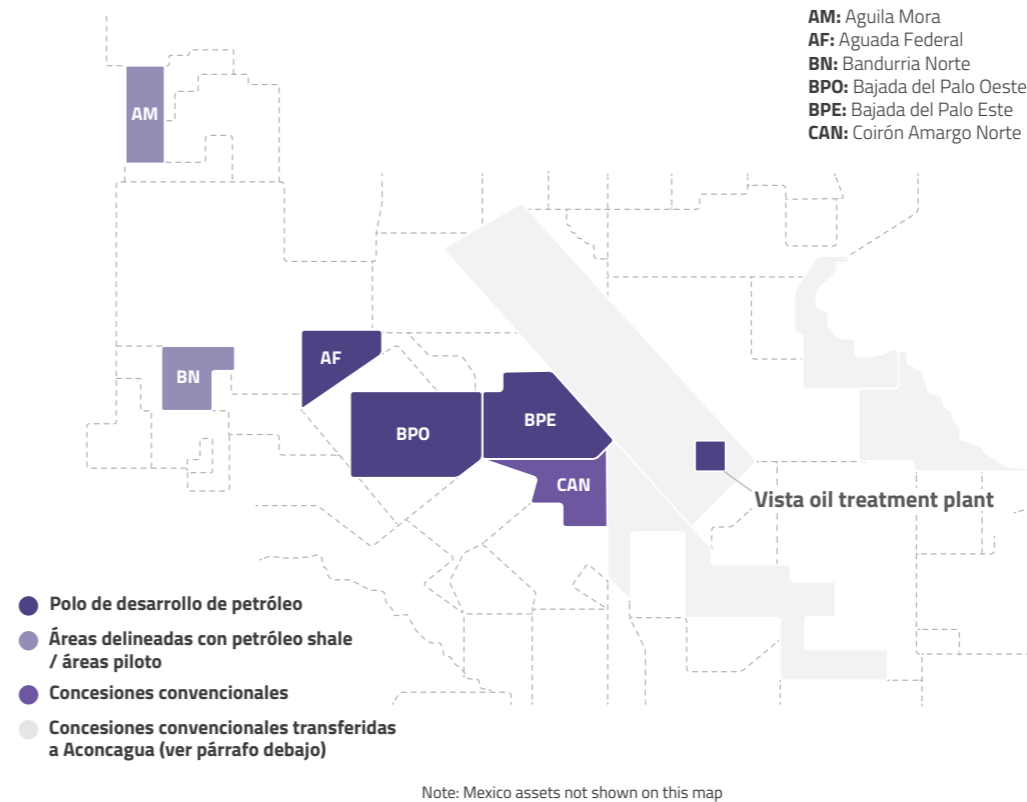 AM: Aguila Mora
AF: Aguada Federal
BN: Bandurria Norte
BPO: Bajada del Palo Oeste
BPE: Bajada del Palo Este
CAN: Coirón Amargo Norte
AM
AF
BN
BPO
BPE
CAN
Vista oil treatment plant
Polo de desarrollo de petróleo
Áreas delineadas con petróleo shale
/ áreas piloto
Concesiones convencionales
Concesiones convencionales transferidas
a Aconcagua (ver párrafo debajo)
Note: Mexico assets not shown on this map